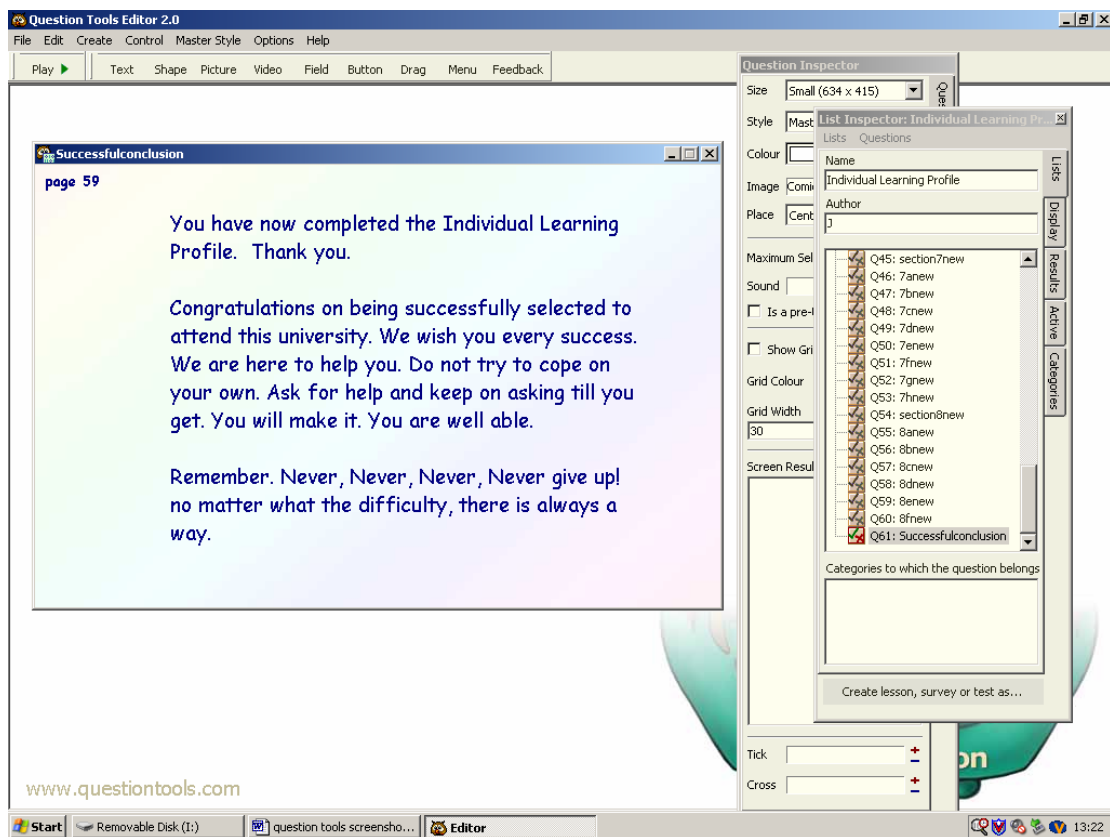 Question Tools Editor 2.0
File Edit Create Control Master Style Options Help
Play Text Shape Picture Video Field Button Drag Menu Feedback
Successfulconclusion
page 59
You have now completed the Individual Learning
Profile. Thank you.
Congratulations on being successfully selected to
attend this university. We wish you every success.
We are here to help you. Do not try to cope on
your own. Ask for help and keep on asking till you
get. You will make it. You are well able.
Remember. Never, Never, Never, Never give up!
no matter what the difficulty, there is always a
way.
www.questiontools.com
Question Inspector
Size Small (634 x 415)
Style
Colour
Image
Place
Maximum
Sound
Is a
Show
Grid Colour
Grid Width
30
Screen
Tick
Cross
List Inspector: Individual Learning
Lists Questions
Name
Individual Learning Profile
Author
J
Q45: section7new
Q46: 7anew
Q47: 7bnew
Q48: 7cnew
Q49: 7dnew
Q50: 7enew
Q51: 7fnew
Q52: 7gnew
Q53: 7hnew
Q54: section8new
Q55: 8anew
Q56: 8bnew
Q57: 8cnew
Q58: 8dnew
Q59: 8enew
Q60: 8fnew
Q61: Successfulconclusion
Categories to which the question belongs
Create lesson, survey or test as...
Lists
Display
Results
Active
Categories
Start Removable Disk (I:) question tools screensho... Editor 13:22